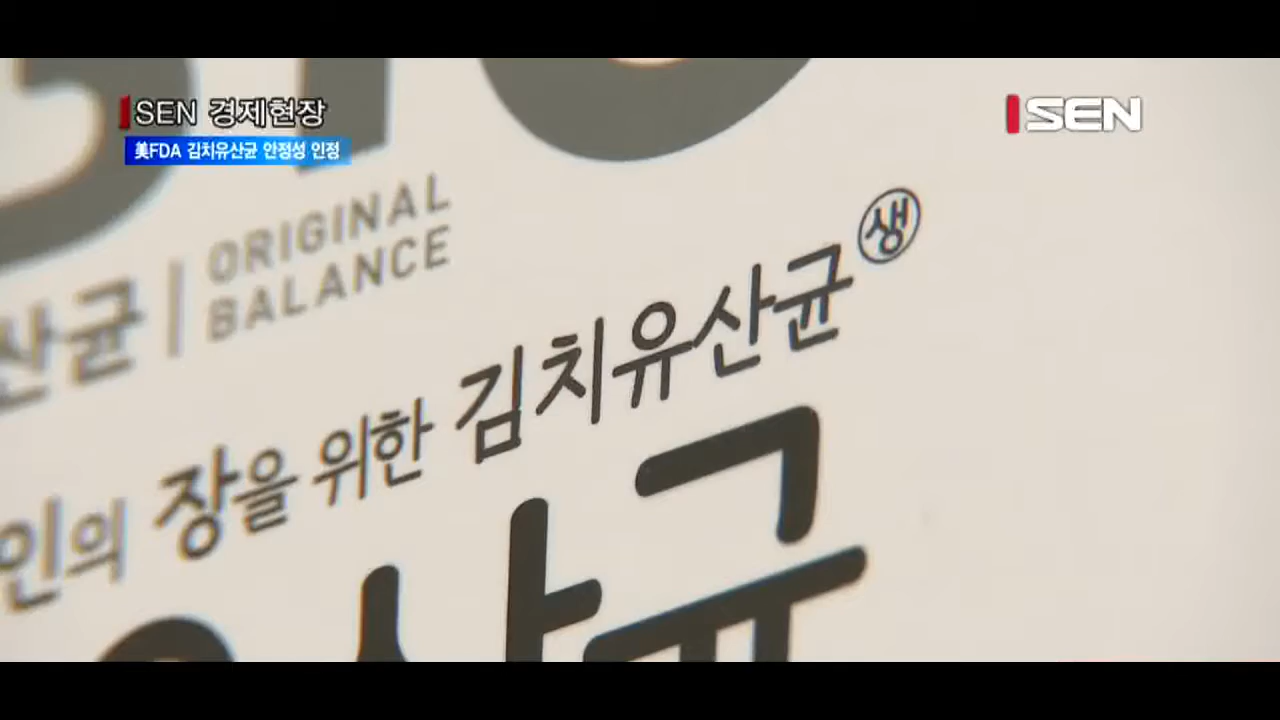 SEN 경제현장
SEN
美FDA 김치유산균 안정성 인정
산균 | ORIGINAL
BALANCE
인의 장을 위한 김치유산균 생